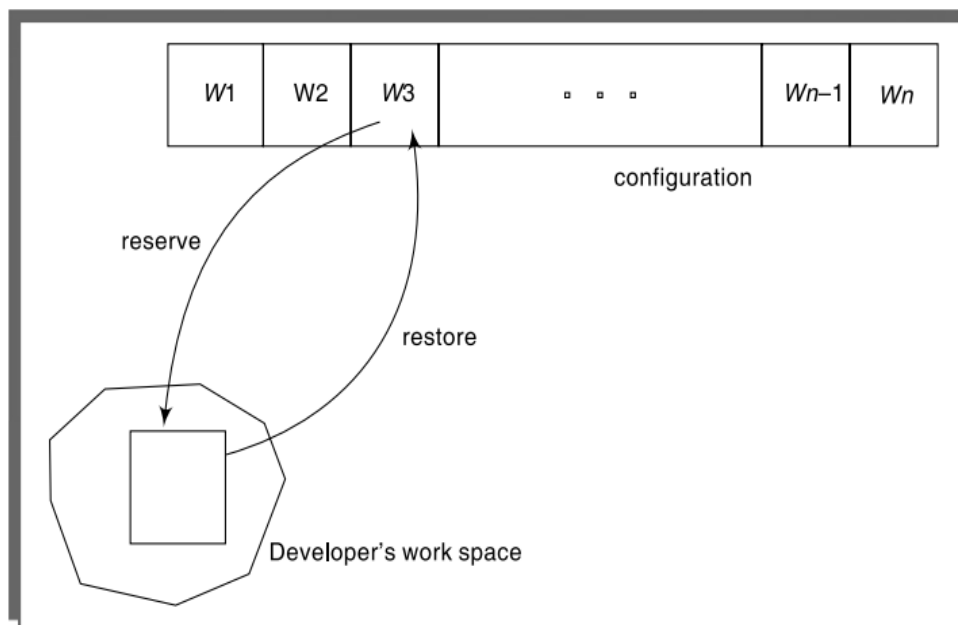 W1 W2 W3 Wn–1 Wn
configuration
reserve
restore
Developer's work space